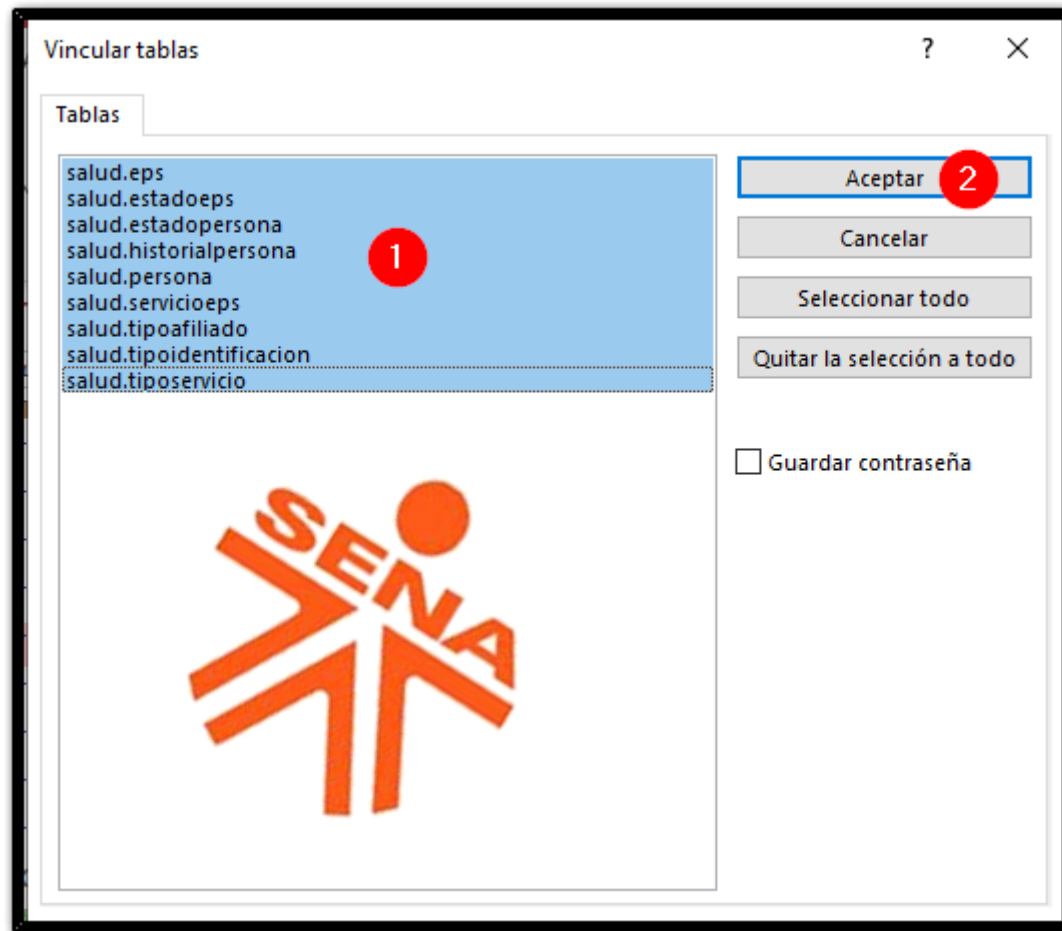 Vincular tablas
?
Tablas
salud.eps
salud.estadoeps
salud.estadopersona
salud.historialpersona
salud.persona
salud.servicioeps
salud.tipoafiliado
salud.tipoidentificacion
salud.tiposervicio
1
Aceptar 2
Cancelar
Seleccionar todo
Quitar la selección a todo
Guardar contraseña
SENA